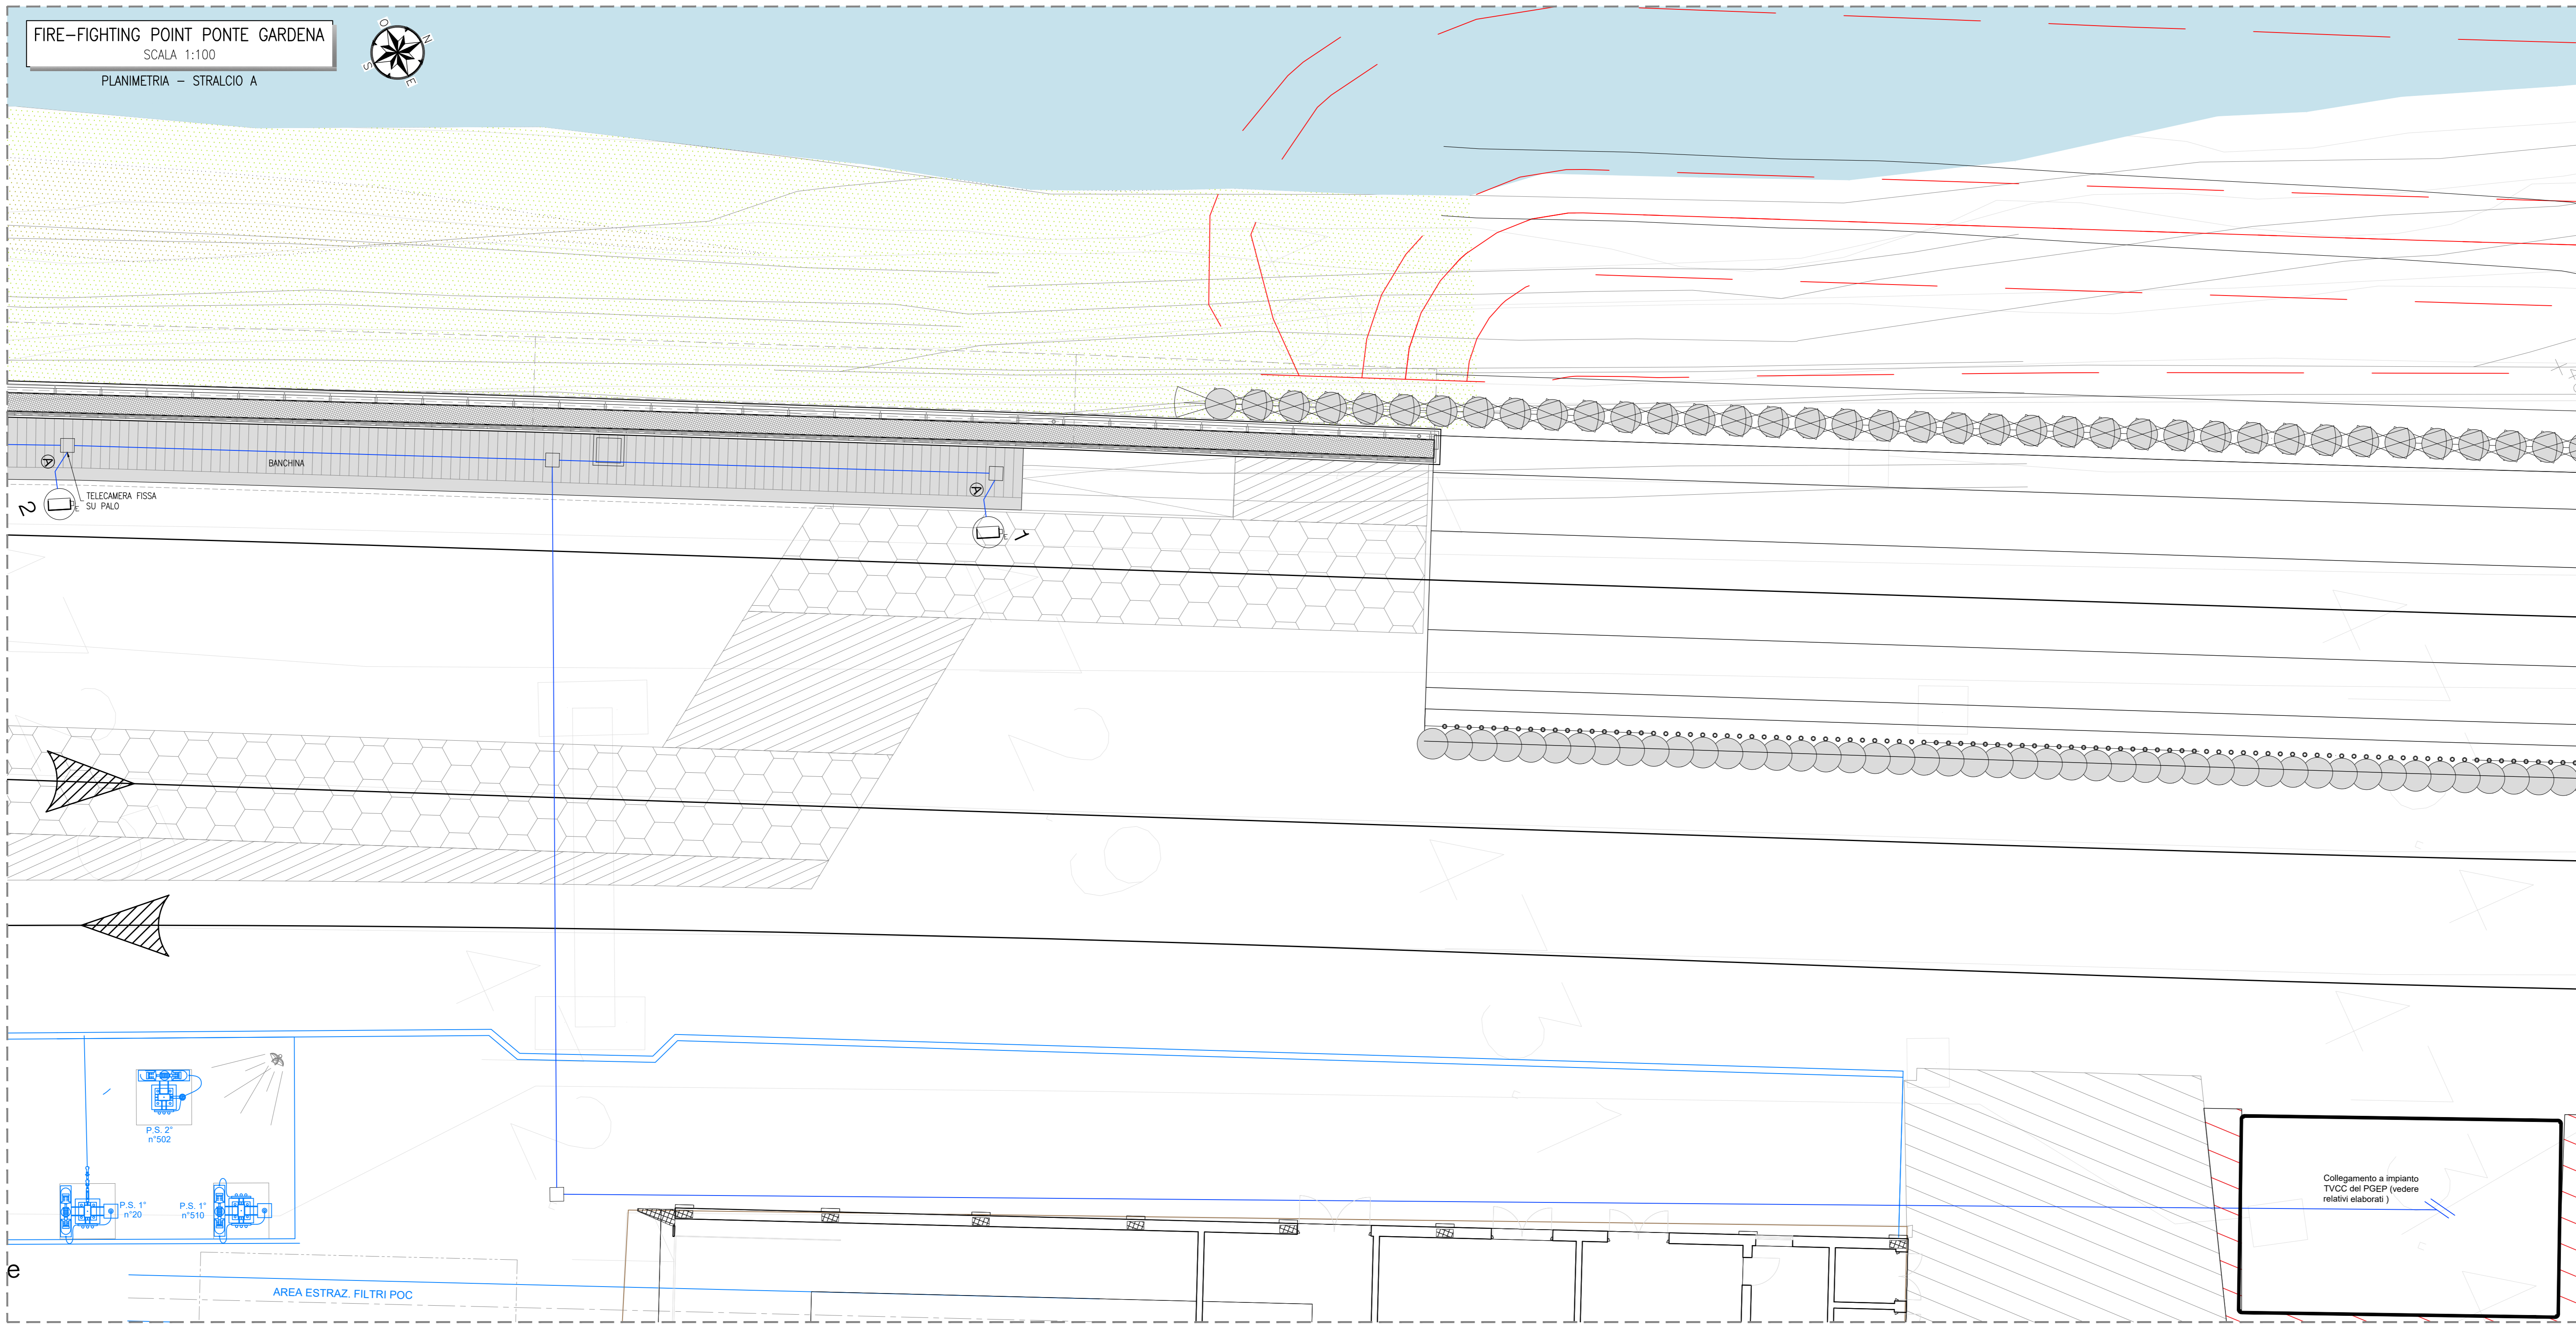 FIRE-FIGHTING POINT PONTE GARDENA
SCALA 1:100
PLANIMETRIA - STRALCIO A
O
N
S
E
BANCHINA
A
TELECAMERA FISSA
SU PALO
E
2
A
E
1
P.S. 2°
n°502
P.S. 1°
n°20
P.S. 1°
n°510
e
AREA ESTRAZ. FILTRI POC
Collegamento a impianto
TVCC del PGEP (vedere
relativi elaborati )